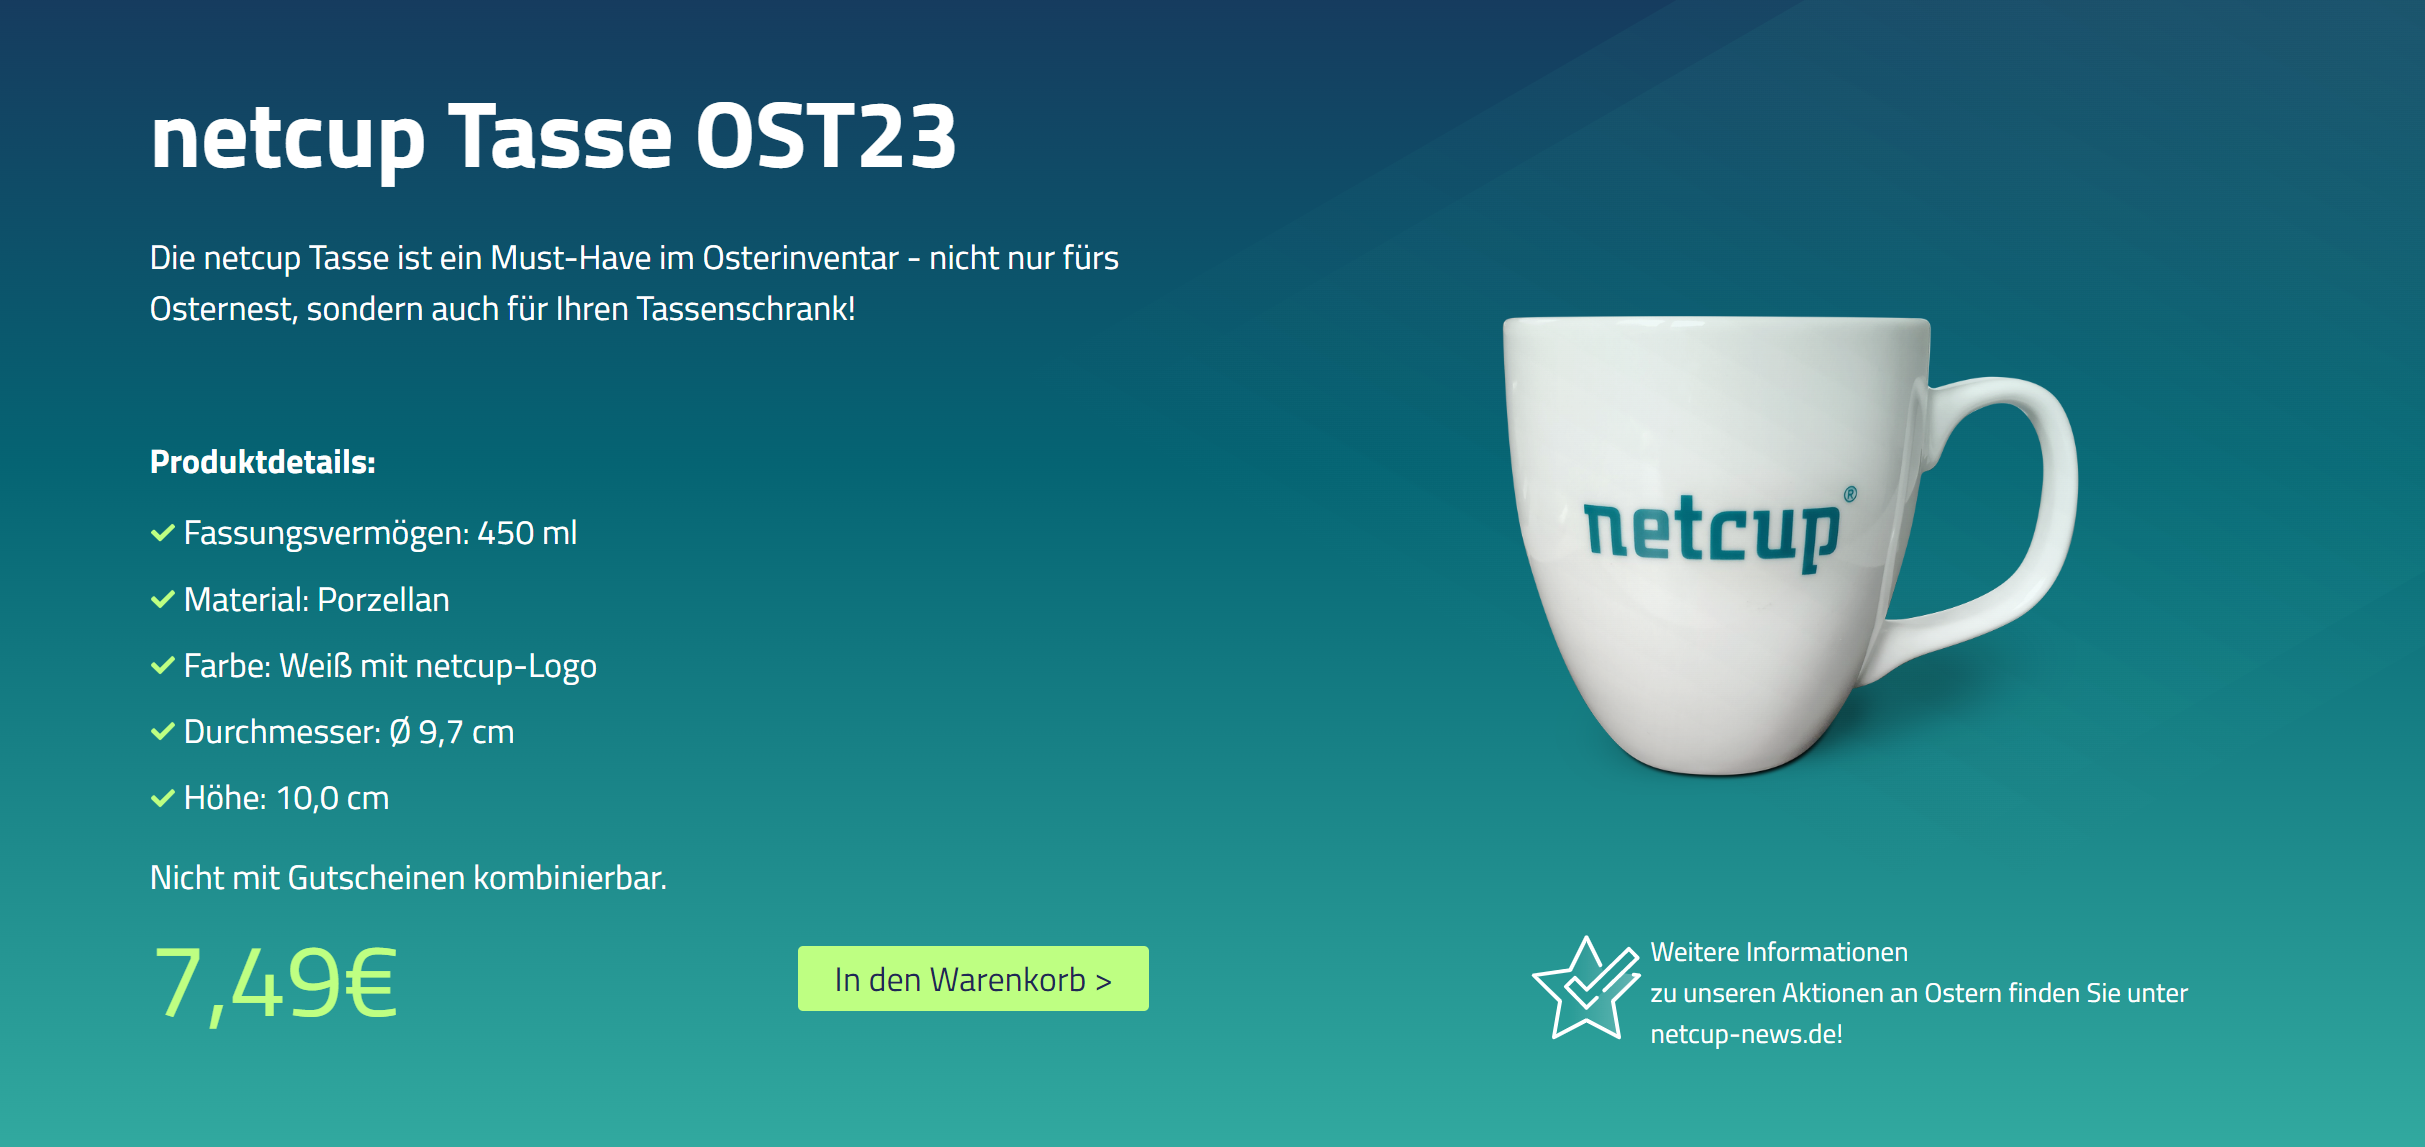 netcup Tasse OST23
Die netcup Tasse ist ein Must-Have im Osterinventar - nicht nur fürs
Osternest, sondern auch für Ihren Tassenschrank!
Produktdetails:
Fassungsvermögen: 450 ml
Material: Porzellan
Farbe: Weiß mit netcup-Logo
Durchmesser: Ø 9,7 cm
Höhe: 10,0 cm
Nicht mit Gutscheinen kombinierbar.
7,49€
In den Warenkorb >
netcup®
Weitere Informationen
zu unseren Aktionen an Ostern finden Sie unter
netcup-news.de!